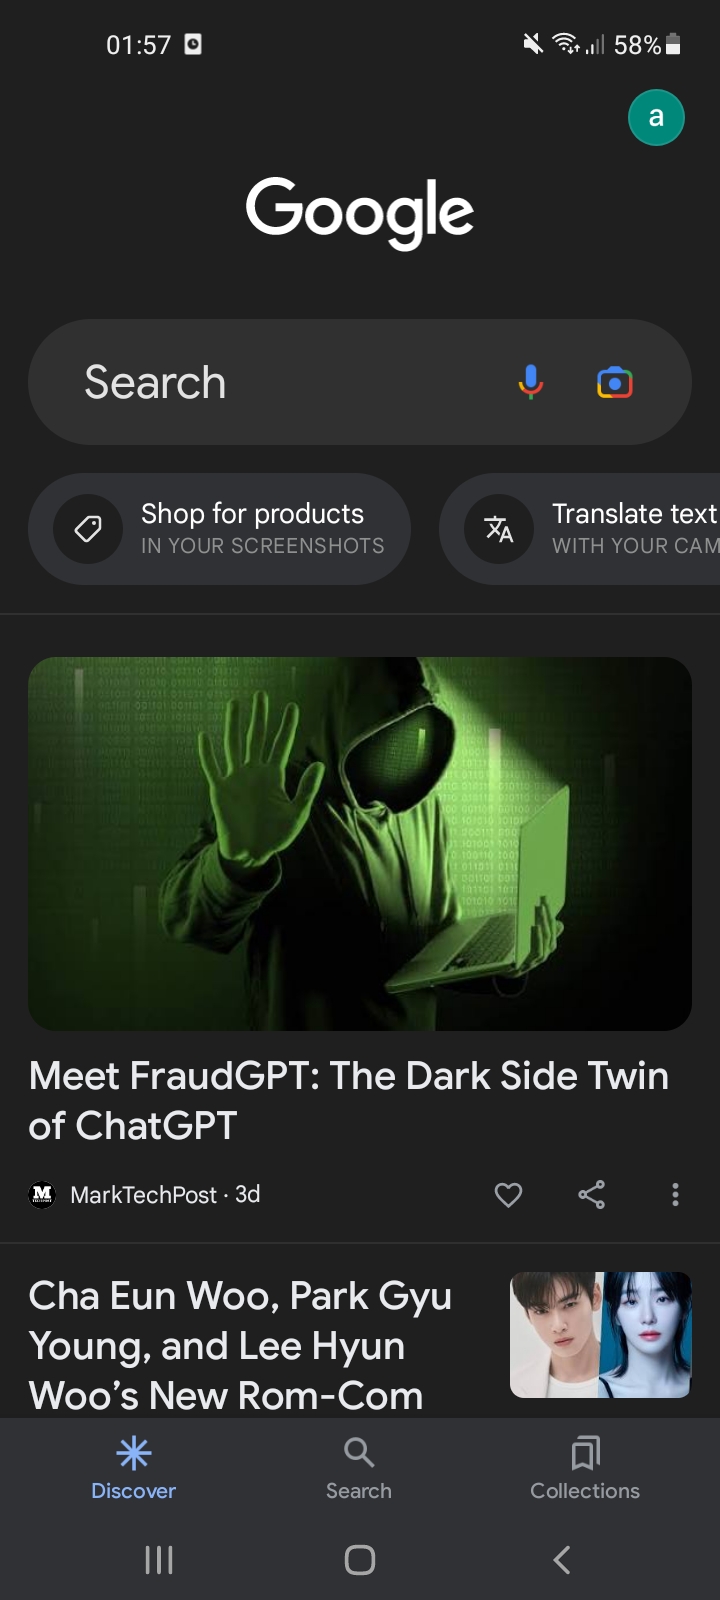 01:57
58%
a
Google
Search
Shop for products
IN YOUR SCREENSHOTS
Translate text
WITH YOUR CAM
Meet FraudGPT: The Dark Side Twin
of ChatGPT
M
MarkTechPost · 3d
Cha Eun Woo, Park Gyu
Young, and Lee Hyun
Woo’s New Rom-Com
Discover
Search
Collections